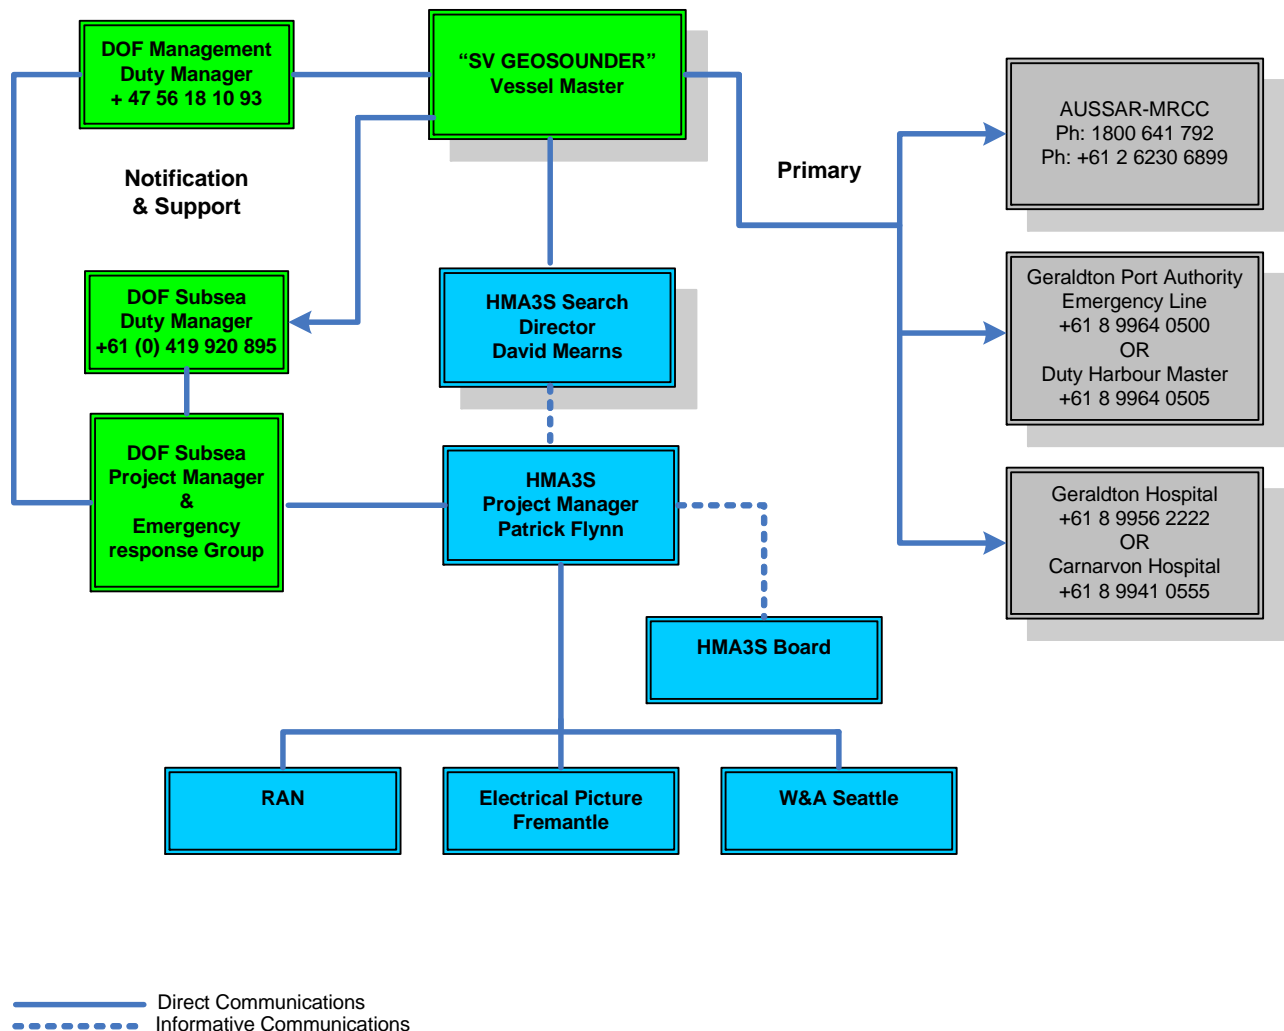 DOF Management
Duty Manager
+ 47 56 18 10 93
“SV GEOSOUNDER”
Vessel Master
AUSSAR-MRCC
Ph: 1800 641 792
Ph: +61 2 6230 6899
Notification
& Support
Primary
DOF Subsea
Duty Manager
+61 (0) 419 920 895
HMA3S Search
Director
David Mearns
Geraldton Port Authority
Emergency Line
+61 8 9964 0500
OR
Duty Harbour Master
+61 8 9964 0505
DOF Subsea
Project Manager
&
Emergency
response Group
HMA3S
Project Manager
Patrick Flynn
Geraldton Hospital
+61 8 9956 2222
OR
Carnarvon Hospital
+61 8 9941 0555
HMA3S Board
RAN
Electrical Picture
Fremantle
W&A Seattle
Direct Communications
Informative Communications